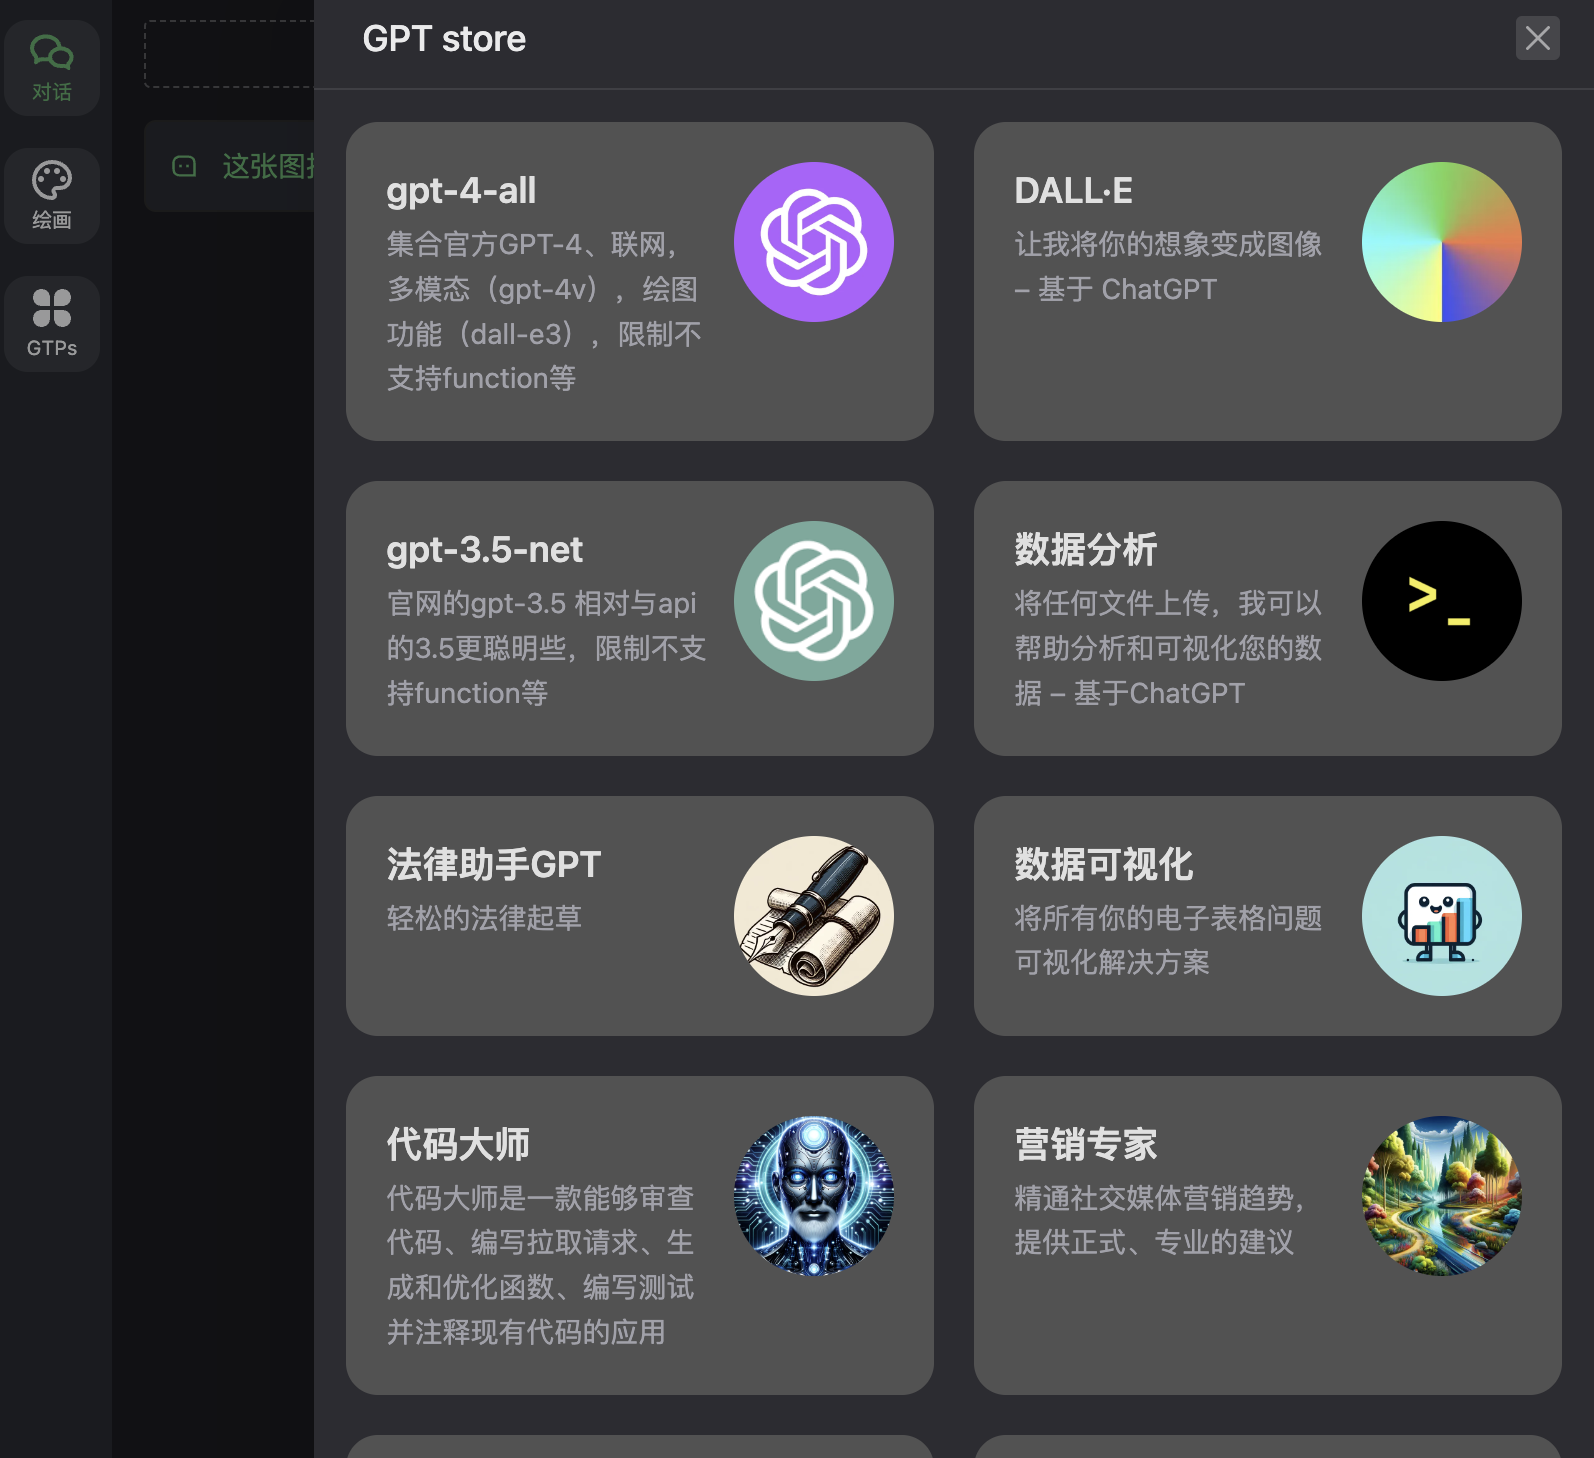 对话
绘画
GTPs
这张图
GPT store
gpt-4-all
集合官方GPT-4、联网，
多模态（gpt-4v），绘图
功能（dall-e3），限制不
支持function等
DALL·E
让我将你的想象变成图像
– 基于 ChatGPT
gpt-3.5-net
官网的gpt-3.5 相对与api
的3.5更聪明些，限制不支
持function等
数据分析
将任何文件上传，我可以
帮助分析和可视化您的数
据 – 基于ChatGPT
法律助手GPT
轻松的法律起草
数据可视化
将所有你的电子表格问题
可视化解决方案
代码大师
代码大师是一款能够审查
代码、编写拉取请求、生
成和优化函数、编写测试
并注释现有代码的应用
营销专家
精通社交媒体营销趋势，
提供正式、专业的建议